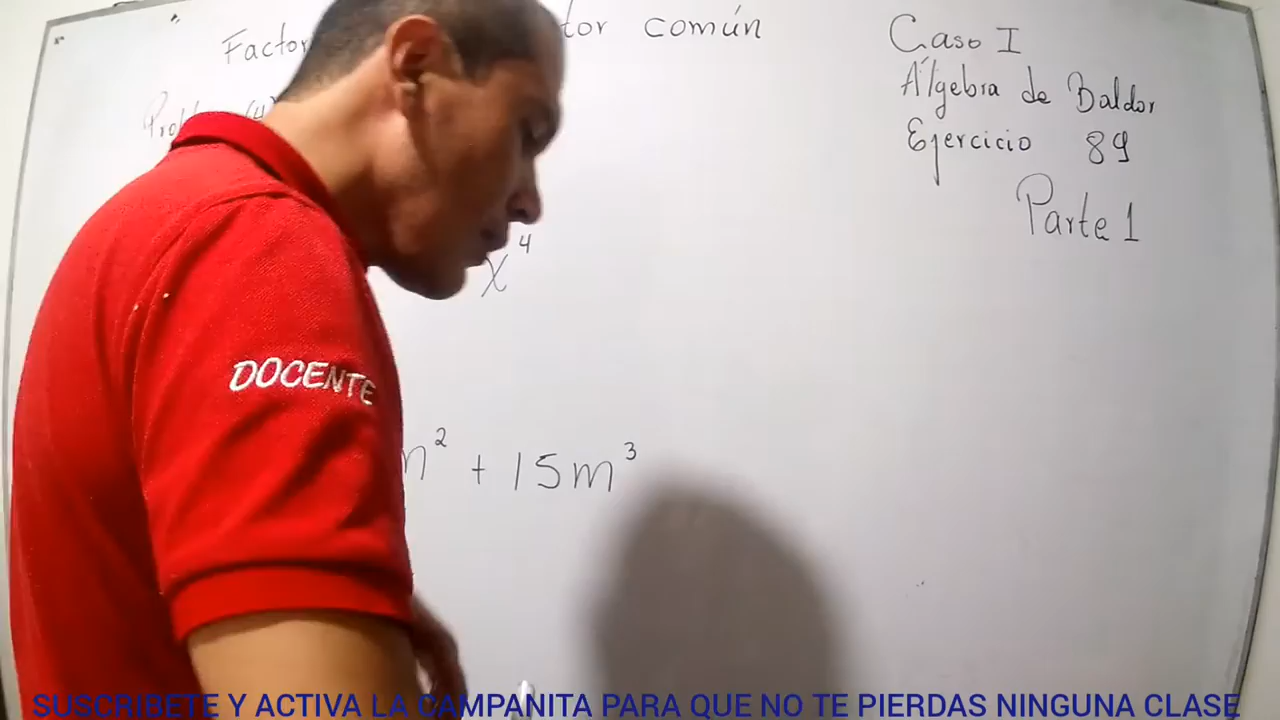 Factor tor común
Caso I
Álgebra de Baldor
Ejercicio 89
Parte 1
x⁴
DOCENTE
m² + 15m³
SUSCRIBETE Y ACTIVA LA CAMPANITA PARA QUE NO TE PIERDAS NINGUNA CLASE